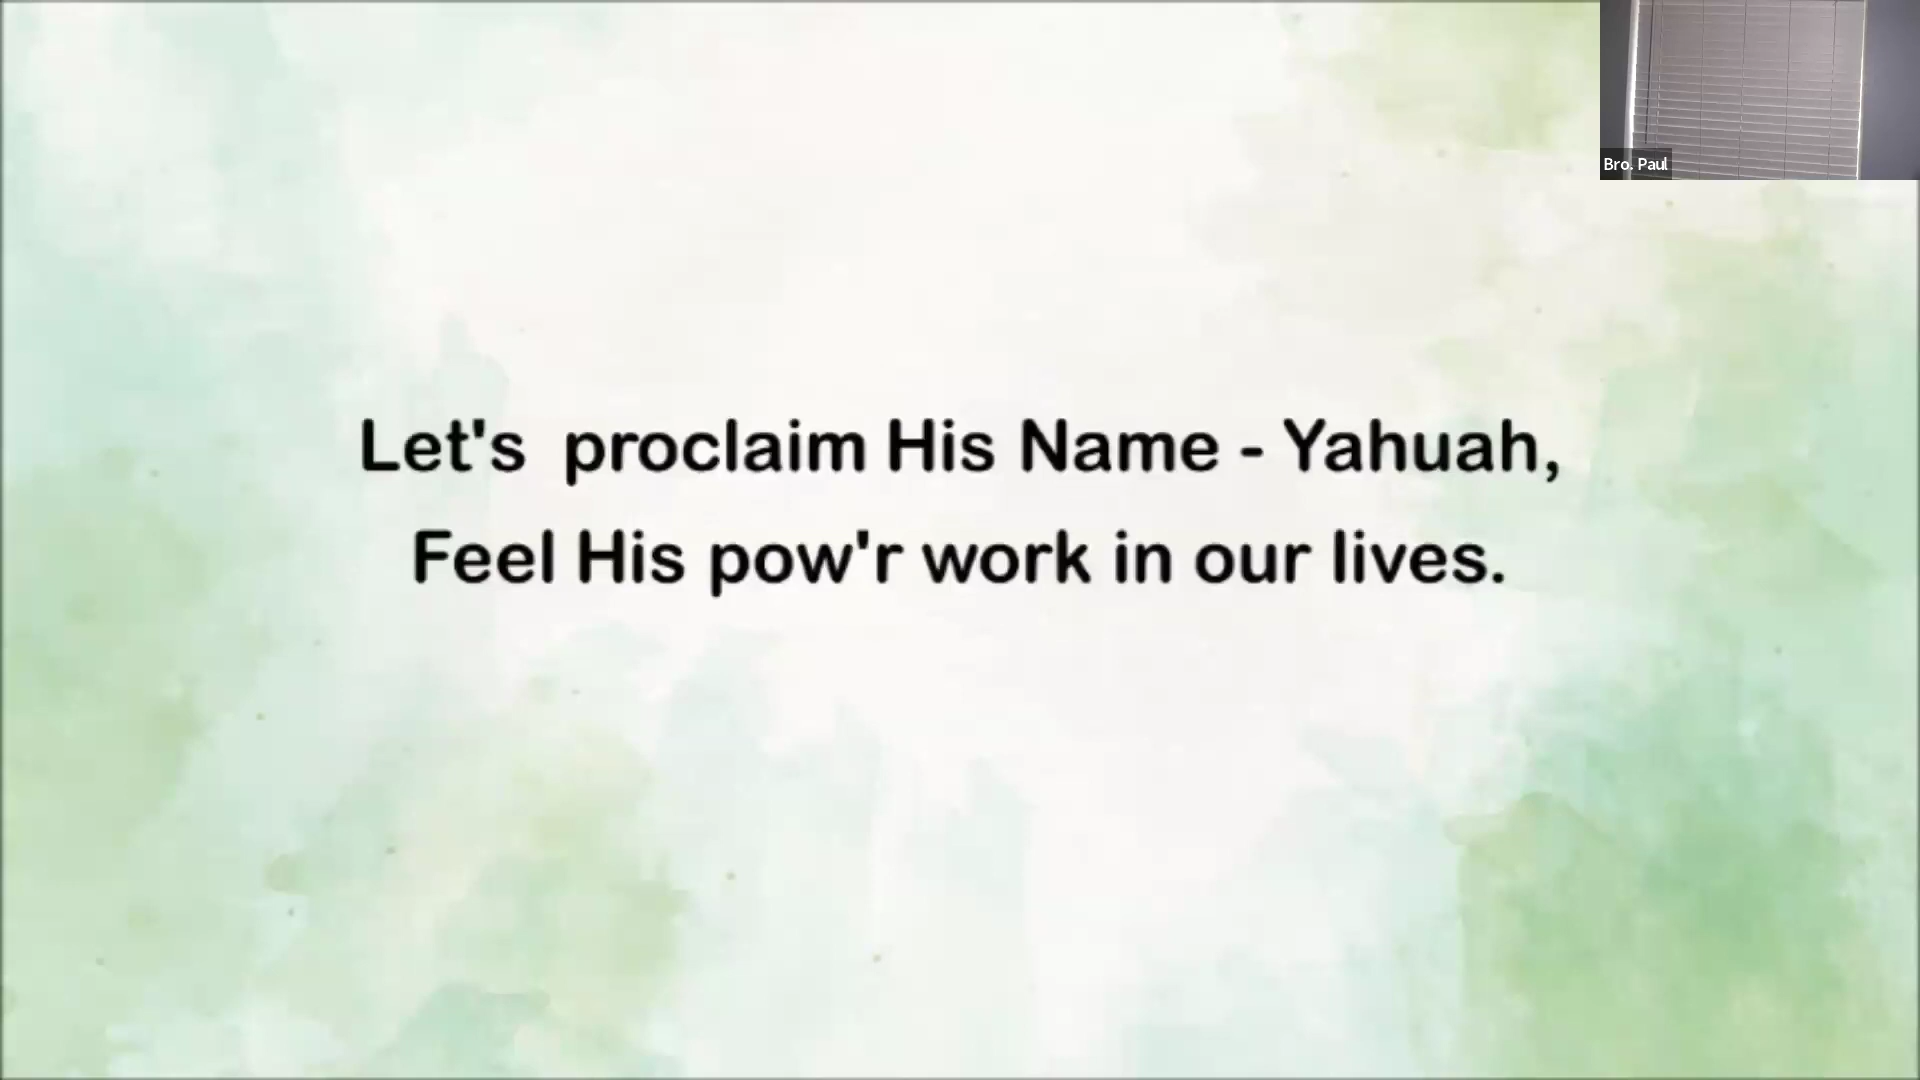 Bro. Paul
Let's  proclaim His Name - Yahuah,
Feel His pow'r work in our lives.